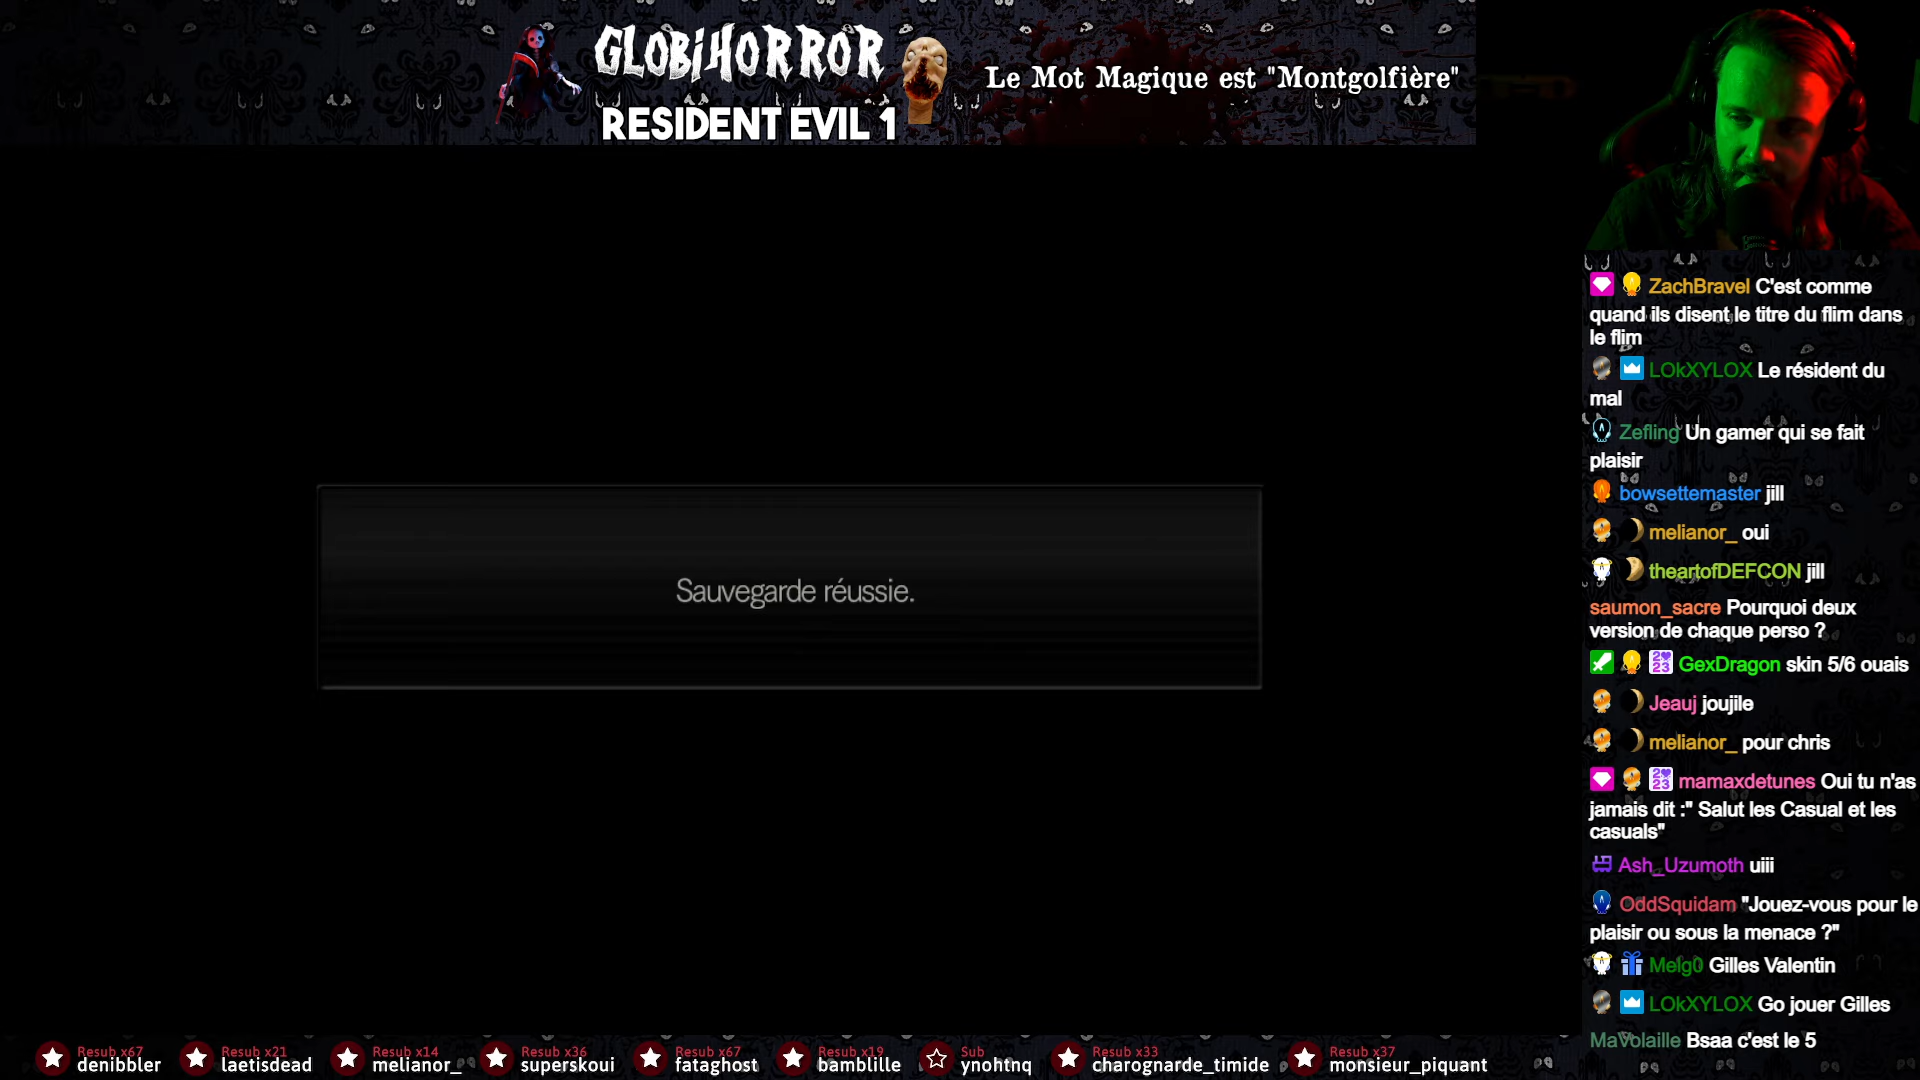 GLOBIHORROR
RESIDENT EVIL 1
Le Mot Magique est "Montgolfière"
Sauvegarde réussie.
ZachBravel C'est comme
quand ils disent le titre du flim dans
le flim
LOkXYLOX Le résident du
mal
Zefling Un gamer qui se fait
plaisir
bowsettemaster jill
melianor_ oui
theartofDEFCON jill
saumon_sacre Pourquoi deux
version de chaque perso ?
GexDragon skin 5/6 ouais
Jeauj joujile
melianor_ pour chris
mamaxdetunes Oui tu n'as
jamais dit :" Salut les Casual et les
casuals"
Ash_Uzumoth uiii
OddSquidam "Jouez-vous pour le
plaisir ou sous la menace ?"
Melg0 Gilles Valentin
LOkXYLOX Go jouer Gilles
MaVolaille Bsaa c'est le 5
Resub x67
denibbler
Resub x21
laetisdead
Resub x14
melianor_
Resub x36
superskoui
Resub x67
fataghost
Resub x19
bamblille
Sub
ynohtnq
Resub x33
charognarde_timide
Resub x37
monsieur_piquant